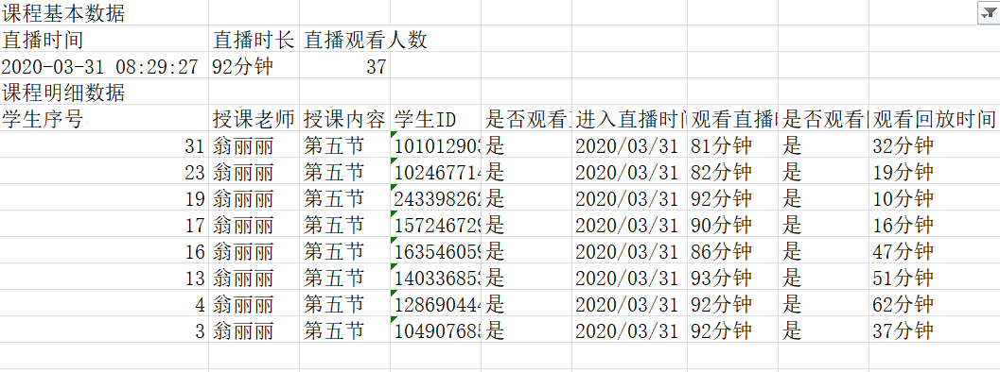 课程基本数据
直播时间 直播时长 直播观看人数
2020-03-31 08:29:27 92分钟 37
课程明细数据
学生序号 授课老师 授课内容 学生ID 是否观看 进入直播时间 观看直播 是否观看 观看回放时间
31 翁丽丽 第五节 10101290 是 2020/03/31 81分钟 是 32分钟
23 翁丽丽 第五节 10246771 是 2020/03/31 82分钟 是 19分钟
19 翁丽丽 第五节 24339826 是 2020/03/31 92分钟 是 10分钟
17 翁丽丽 第五节 15724672 是 2020/03/31 90分钟 是 16分钟
16 翁丽丽 第五节 16354605 是 2020/03/31 86分钟 是 47分钟
13 翁丽丽 第五节 14033685 是 2020/03/31 93分钟 是 51分钟
4 翁丽丽 第五节 12869044 是 2020/03/31 92分钟 是 62分钟
3 翁丽丽 第五节 10490768 是 2020/03/31 92分钟 是 37分钟